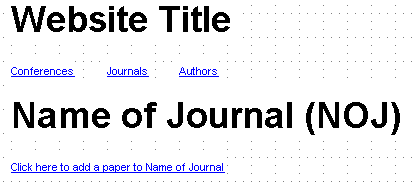 Website Title
Conferences Journals Authors
Name of Journal (NOJ)
Click here to add a paper to Name of Journal